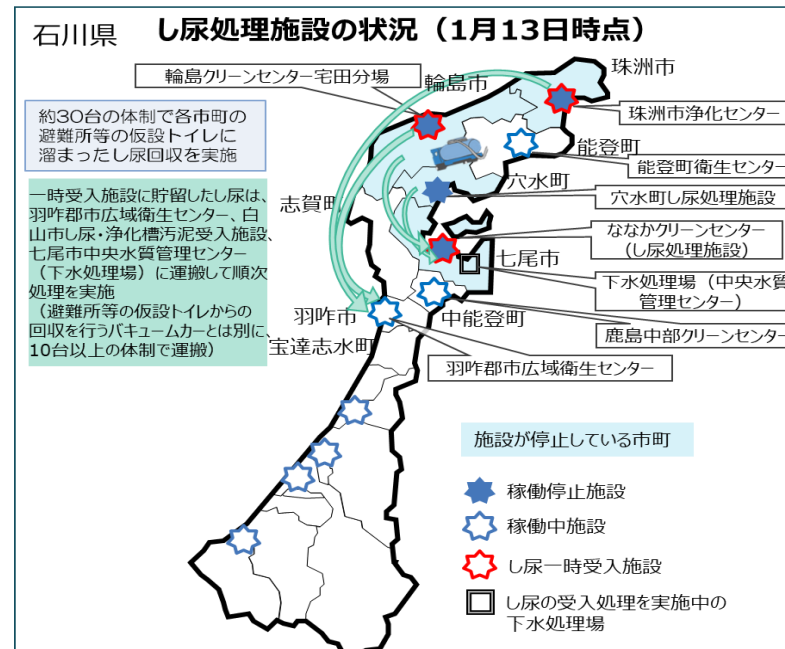 石川県 し尿処理施設の状況（1月13日時点）
輪島クリーンセンター宅田分場
輪島市
珠洲市
珠洲市浄化センター
約30台の体制で各市町の
避難所等の仮設トイレに
溜まったし尿回収を実施
能登町
能登町衛生センター
穴水町
穴水町し尿処理施設
一時受入施設に貯留したし尿は、
羽咋郡市広域衛生センター、白
山市し尿・浄化槽汚泥受入施設、
七尾市中央水質管理センター
（下水処理場）に運搬して順次
処理を実施
（避難所等の仮設トイレからの
回収を行うバキュームカーとは別に、
10台以上の体制で運搬）
志賀町
ななかクリーンセンター
（し尿処理施設）
七尾市
下水処理場（中央水質
管理センター）
羽咋市
中能登町
鹿島中部クリーンセンター
宝達志水町
羽咋郡市広域衛生センター
施設が停止している市町
稼働停止施設
稼働中施設
し尿一時受入施設
し尿の受入処理を実施中の
下水処理場